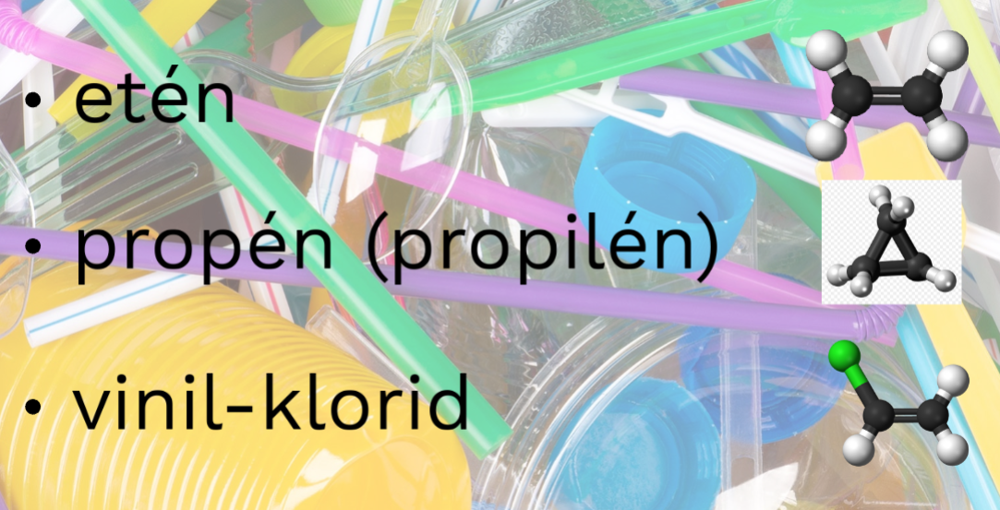 • etén
• propén (propilén)
• vinil-klorid